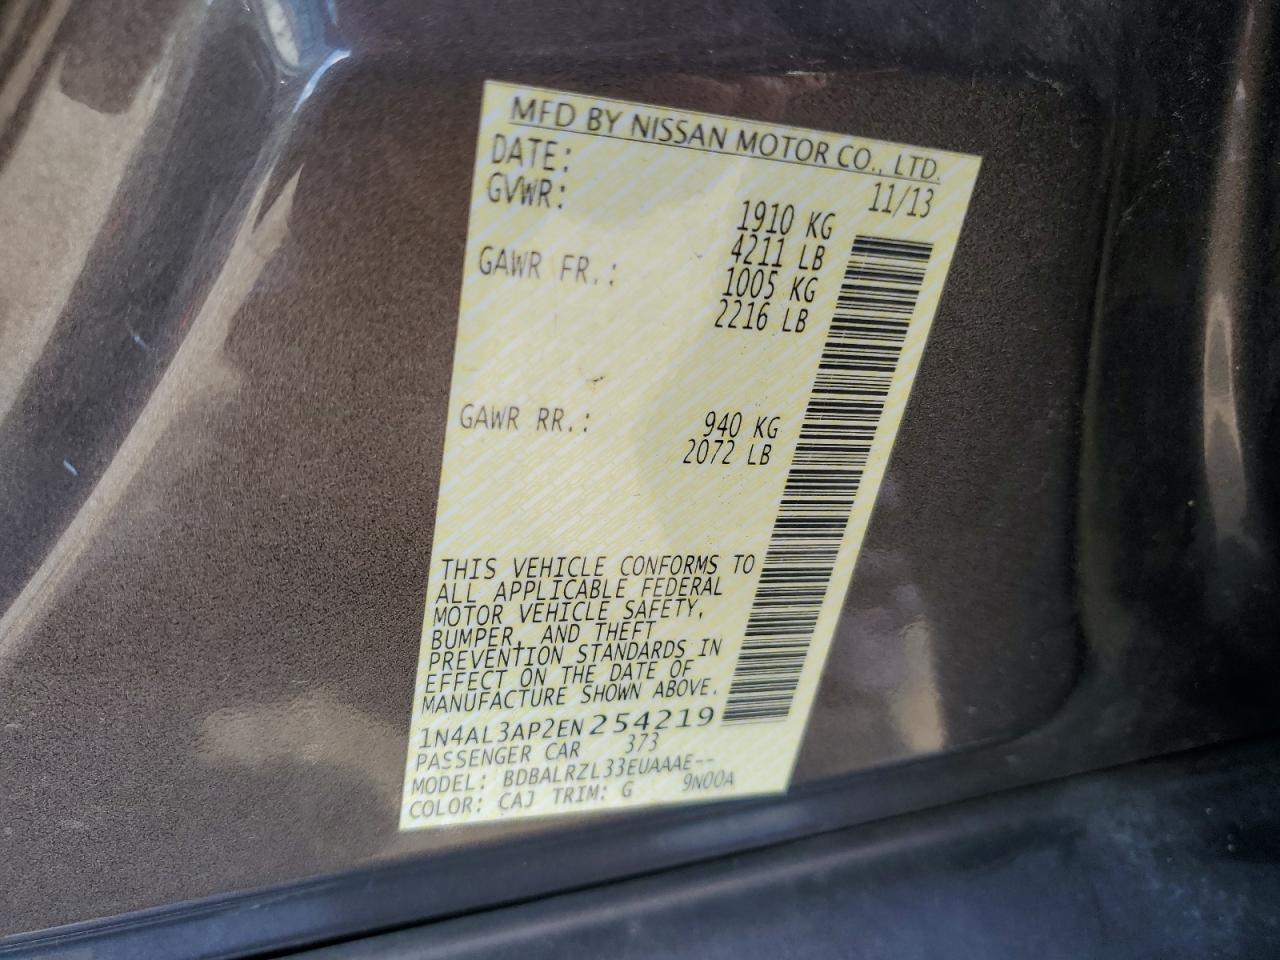 MFD BY NISSAN MOTOR CO., LTD.
DATE: 11/13
GVWR: 1910 KG
4211 LB
GAWR FR.: 1005 KG
2216 LB
GAWR RR.: 940 KG
2072 LB
THIS VEHICLE CONFORMS TO
ALL APPLICABLE FEDERAL
MOTOR VEHICLE SAFETY,
BUMPER, AND THEFT
PREVENTION STANDARDS IN
EFFECT ON THE DATE OF
MANUFACTURE SHOWN ABOVE.
1N4AL3AP2EN254219
PASSENGER CAR 373
MODEL: BDBALRZL33EUAAAE--
COLOR: CAJ TRIM: G 9N00A